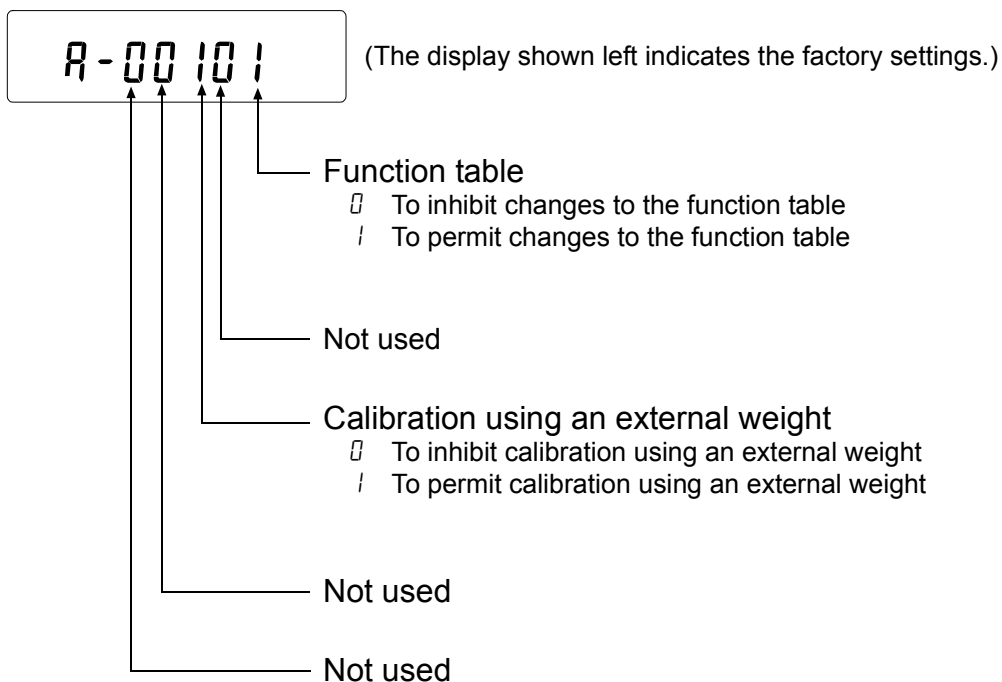 A-00101
(The display shown left indicates the factory settings.)
Function table
0 To inhibit changes to the function table
1 To permit changes to the function table
Not used
Calibration using an external weight
0 To inhibit calibration using an external weight
1 To permit calibration using an external weight
Not used
Not used